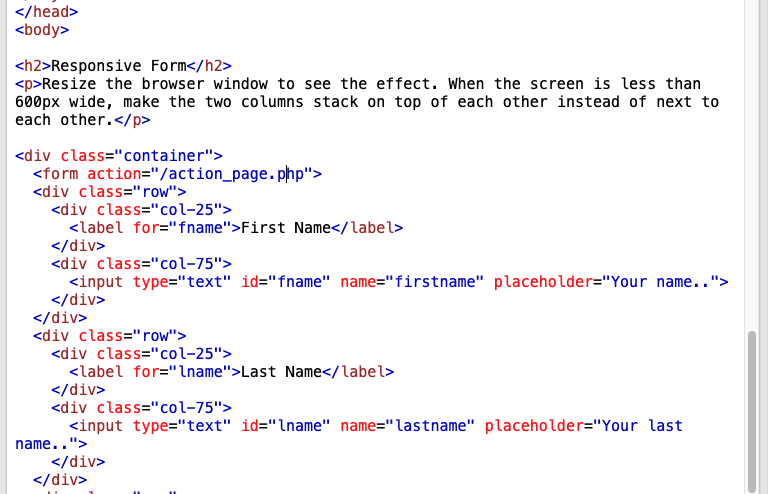 </head>
<body>
<h2>Responsive Form</h2>
<p>Resize the browser window to see the effect. When the screen is less than
600px wide, make the two columns stack on top of each other instead of next to
each other.</p>
<div class="container">
<form action="/action_page.php">
<div class="row">
<div class="col-25">
<label for="fname">First Name</label>
</div>
<div class="col-75">
<input type="text" id="fname" name="firstname" placeholder="Your name..">
</div>
</div>
<div class="row">
<div class="col-25">
<label for="lname">Last Name</label>
</div>
<div class="col-75">
<input type="text" id="lname" name="lastname" placeholder="Your last
name..">
</div>
</div>